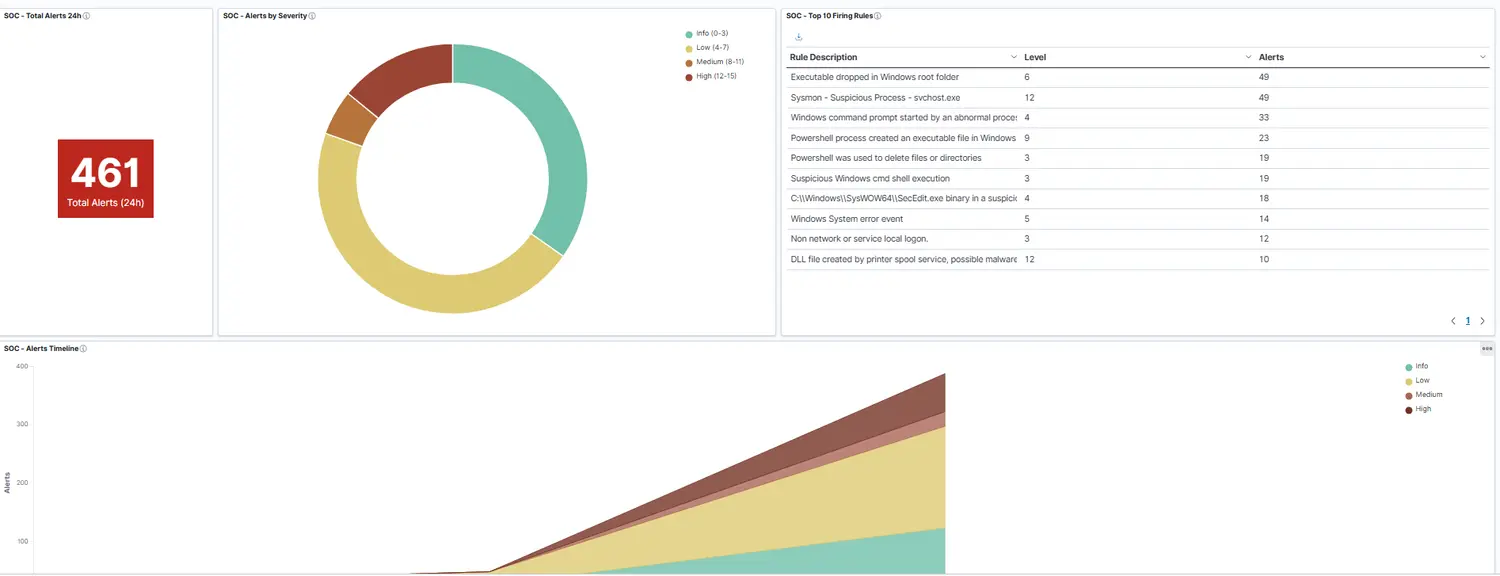 SOC - Total Alerts 24h
461
Total Alerts (24h)
SOC - Alerts by Severity
Info (0-3)
Low (4-7)
Medium (8-11)
High (12-15)
SOC - Top 10 Firing Rules
Rule Description Level Alerts
Executable dropped in Windows root folder 6 49
Sysmon - Suspicious Process - svchost.exe 12 49
Windows command prompt started by an abnormal proces 4 33
Powershell process created an executable file in Windows 9 23
Powershell was used to delete files or directories 3 19
Suspicious Windows cmd shell execution 3 19
C:\\Windows\\SysWOW64\\SecEdit.exe binary in a suspicio 4 18
Windows System error event 5 14
Non network or service local logon. 3 12
DLL file created by printer spool service, possible malware 12 10
1
SOC - Alerts Timeline
400
300
200
100
Alerts
Info
Low
Medium
High